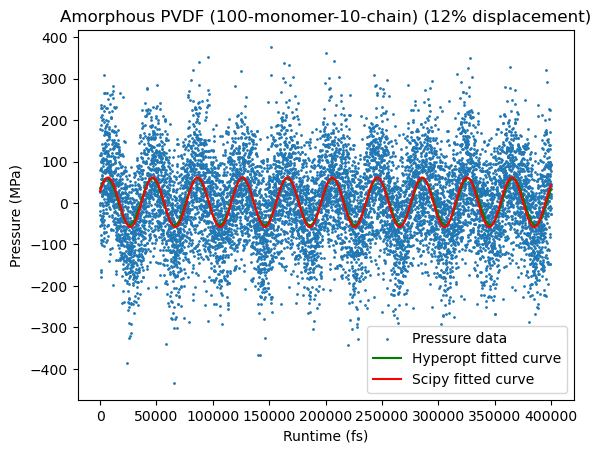 Amorphous PVDF (100-monomer-10-chain) (12% displacement)
400
300
200
100
0
−100
−200
−300
−400
Pressure (MPa)
Pressure data
Hyperopt fitted curve
Scipy fitted curve
0 50000 100000 150000 200000 250000 300000 350000 400000
Runtime (fs)